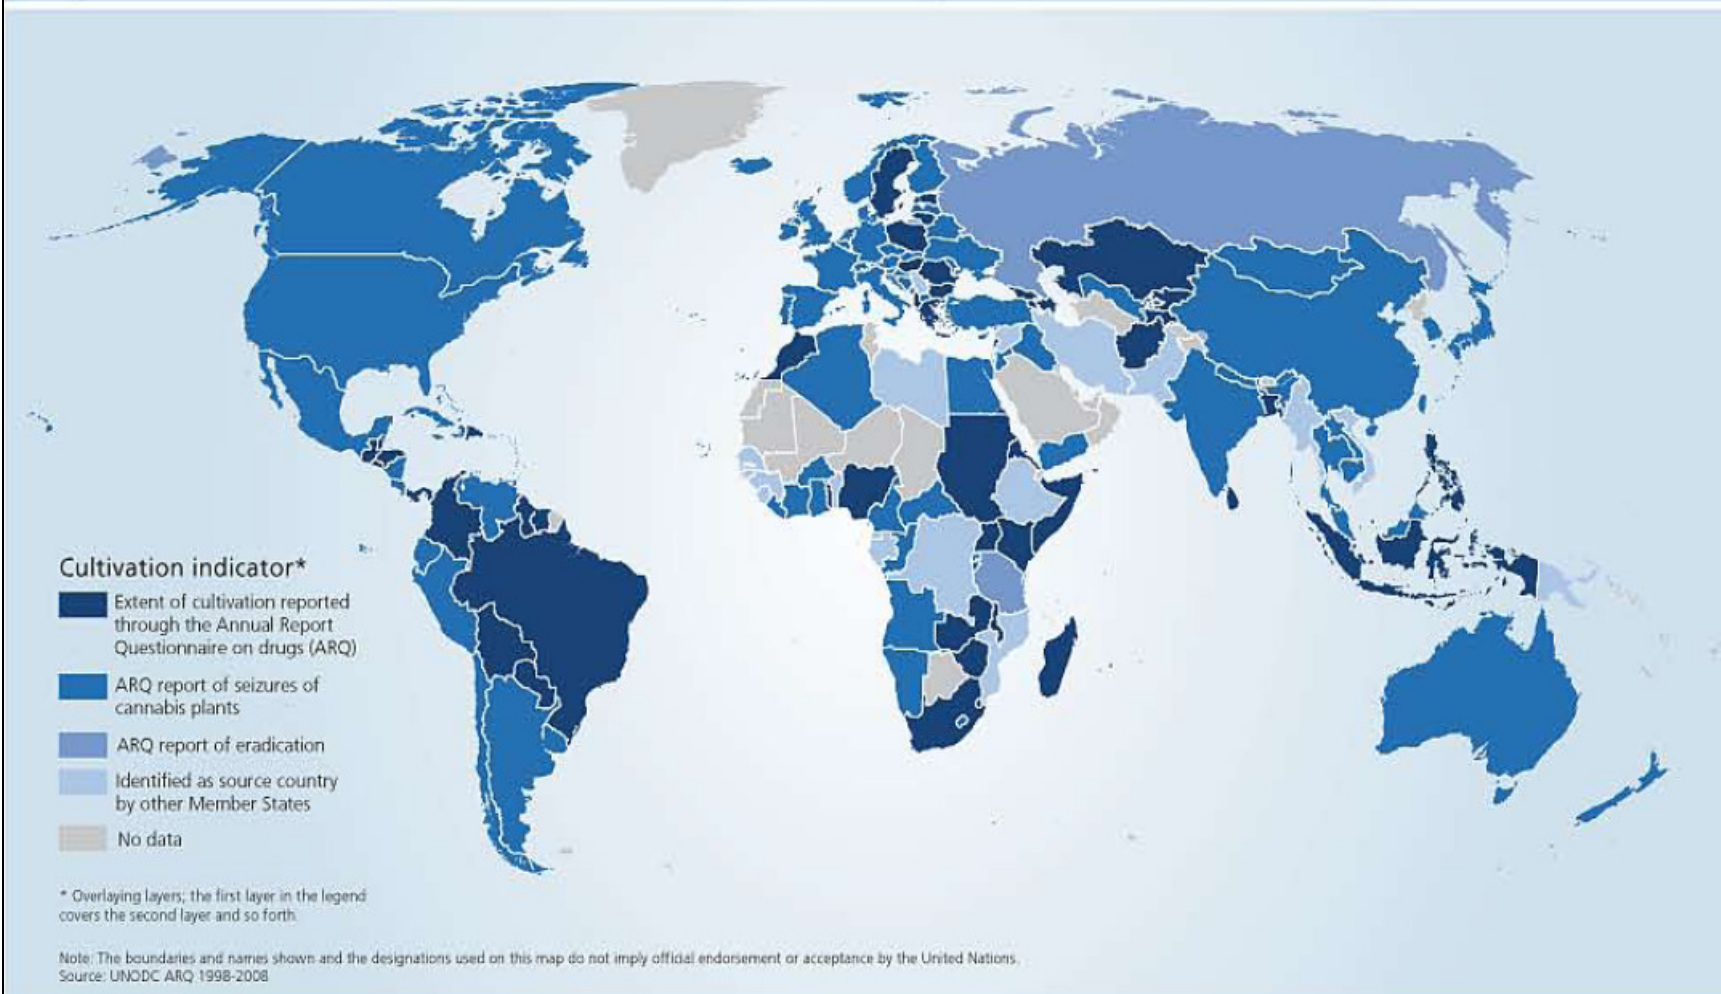 Cultivation indicator*
Extent of cultivation reported
through the Annual Report
Questionnaire on drugs (ARQ)
ARQ report of seizures of
cannabis plants
ARQ report of eradication
Identified as source country
by other Member States
No data
* Overlaying layers; the first layer in the legend
covers the second layer and so forth.
Note: The boundaries and names shown and the designations used on this map do not imply official endorsement or acceptance by the United Nations.
Source: UNODC ARQ 1998-2008